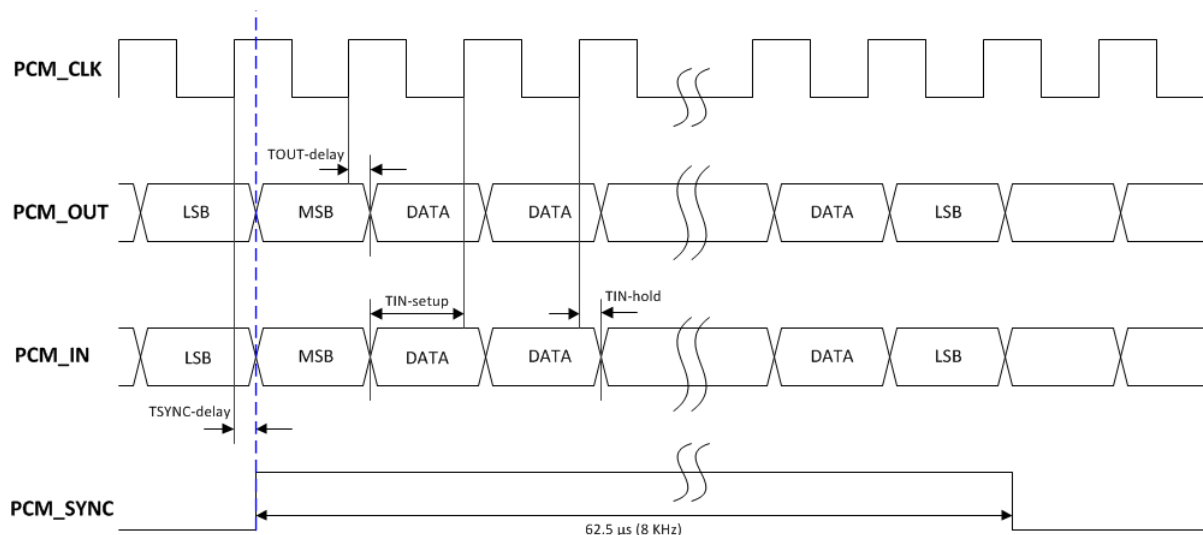 PCM_CLK
TOUT-delay
PCM_OUT
LSB
MSB
DATA
DATA
DATA
LSB
TIN-setup
TIN-hold
PCM_IN
LSB
MSB
DATA
DATA
DATA
LSB
TSYNC-delay
PCM_SYNC
62.5 µs (8 KHz)